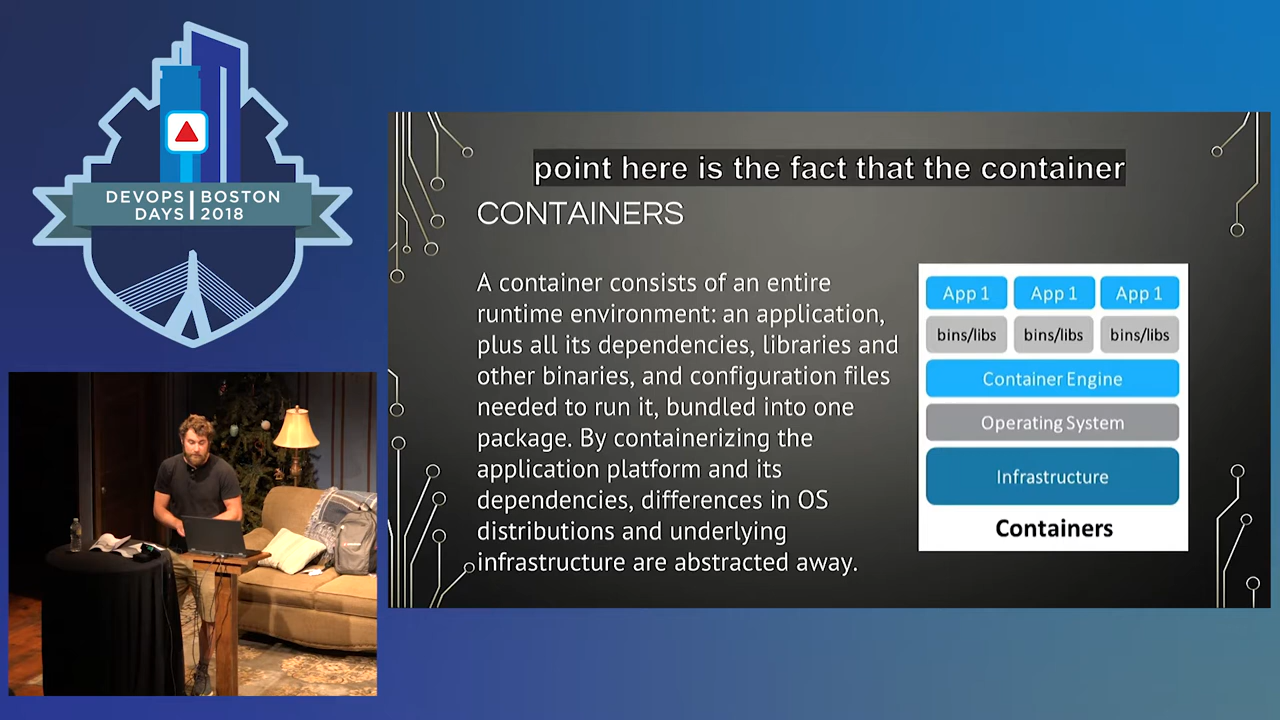 DEVOPS BOSTON
DAYS 2018
point here is the fact that the container
CONTAINERS
A container consists of an entire
runtime environment: an application,
plus all its dependencies, libraries and
other binaries, and configuration files
needed to run it, bundled into one
package. By containerizing the
application platform and its
dependencies, differences in OS
distributions and underlying
infrastructure are abstracted away.
App 1 App 1 App 1
bins/libs bins/libs bins/libs
Container Engine
Operating System
Infrastructure
Containers